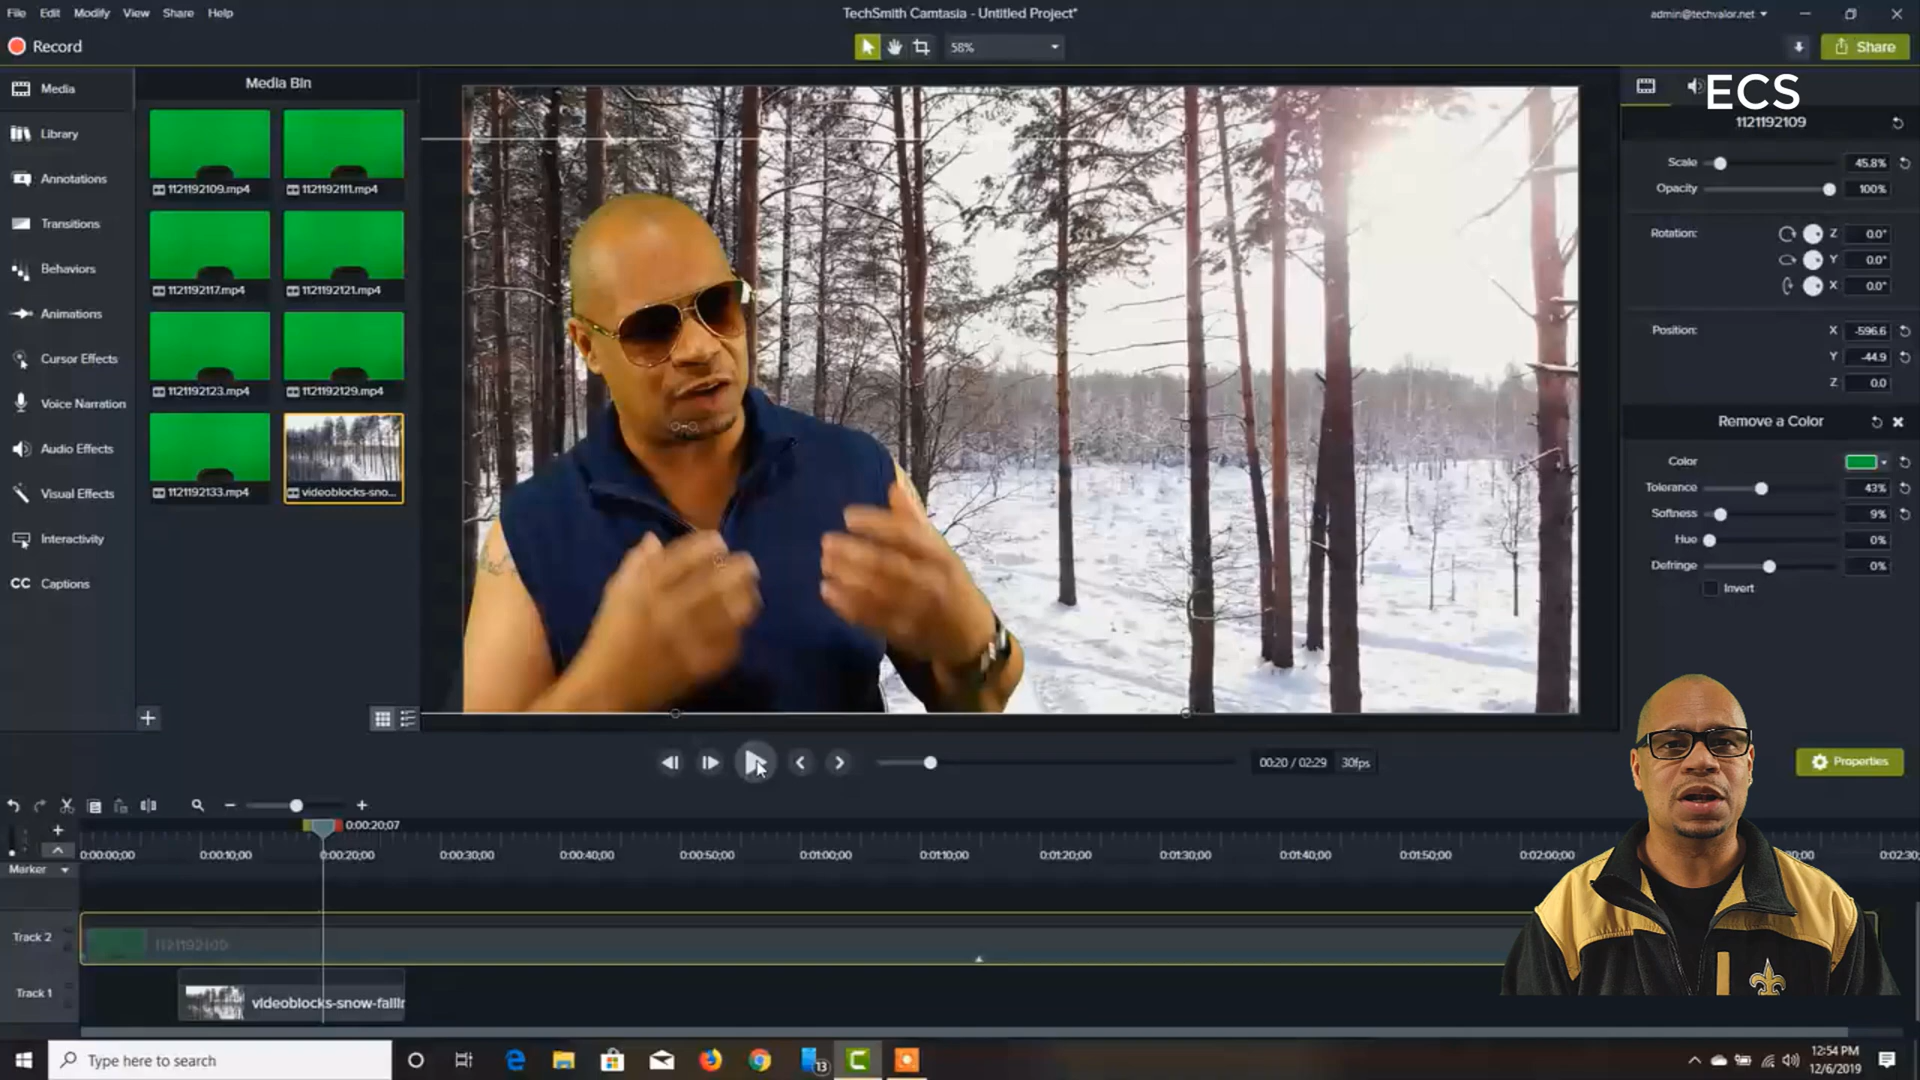 File Edit Modify View Share Help
TechSmith Camtasia - Untitled Project*
admin@techvalor.net
Record
58%
Share
ECS
Media
Library
Annotations
Transitions
Behaviors
Animations
Cursor Effects
Voice Narration
Audio Effects
Visual Effects
Interactivity
CC Captions
Media Bin
1121192109.mp4 1121192111.mp4
1121192117.mp4 1121192121.mp4
1121192123.mp4 1121192129.mp4
1121192133.mp4 videoblocks-sno...
1121192109
Scale 45.8%
Opacity 100%
Rotation: Z 0.0°
Y 0.0°
X 0.0°
Position: X -596.6
Y -44.9
Z 0.0
Remove a Color
Color
Tolerance 43%
Softness 9%
Hue 0%
Defringe 0%
Invert
00:20 / 02:29 30fps
Properties
0:00:20;07
0:00:00;00 0:00:10;00 0:00:20;00 0:00:30;00 0:00:40;00 0:00:50;00 0:01:00;00 0:01:10;00 0:01:20;00 0:01:30;00 0:01:40;00 0:01:50;00 0:02:00;00 0:02:30;
Marker
Track 2 1121192109
Track 1 videoblocks-snow-fallin
Type here to search
13
12:54 PM
12/6/2019